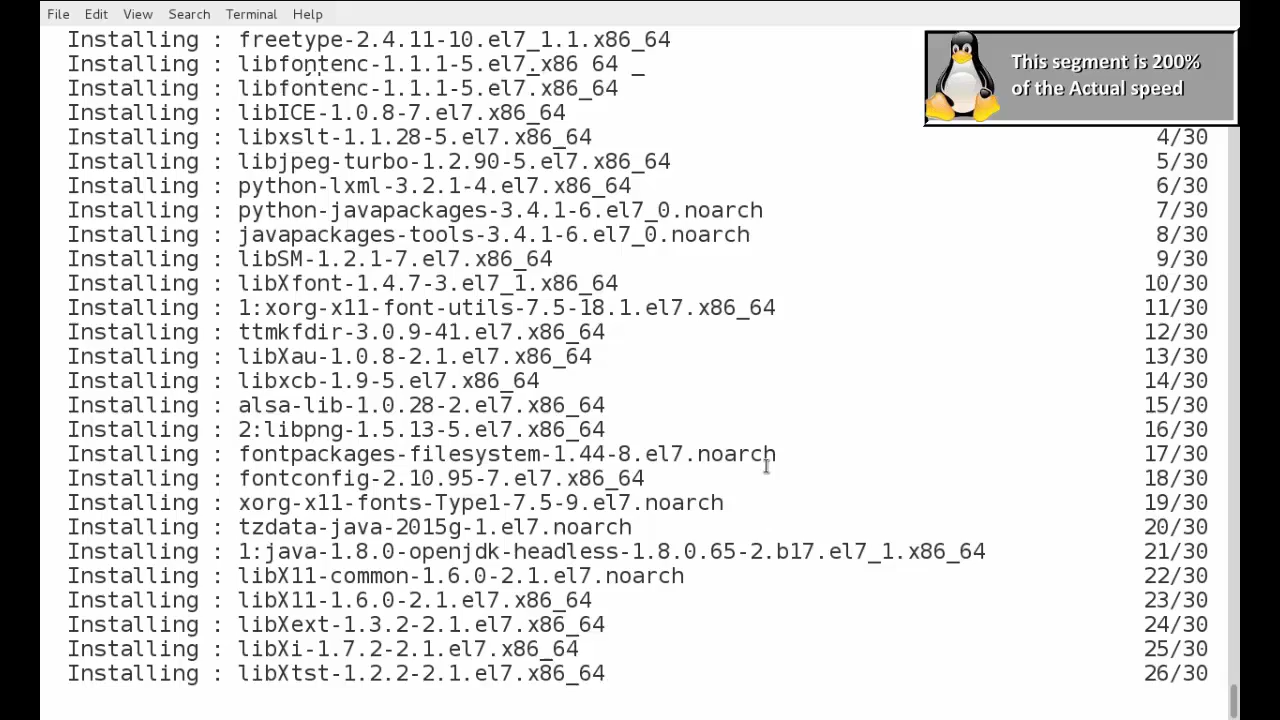 File Edit View Search Terminal Help
Installing : freetype-2.4.11-10.el7_1.1.x86_64
This segment is 200%
of the Actual speed
Installing : libfontenc-1.1.1-5.el7.x86 64 _
Installing : libfontenc-1.1.1-5.el7.x86_64
Installing : libICE-1.0.8-7.el7.x86_64
Installing : libxslt-1.1.28-5.el7.x86_64 4/30
Installing : libjpeg-turbo-1.2.90-5.el7.x86_64 5/30
Installing : python-lxml-3.2.1-4.el7.x86_64 6/30
Installing : python-javapackages-3.4.1-6.el7_0.noarch 7/30
Installing : javapackages-tools-3.4.1-6.el7_0.noarch 8/30
Installing : libSM-1.2.1-7.el7.x86_64 9/30
Installing : libXfont-1.4.7-3.el7_1.x86_64 10/30
Installing : 1:xorg-x11-font-utils-7.5-18.1.el7.x86_64 11/30
Installing : ttmkfdir-3.0.9-41.el7.x86_64 12/30
Installing : libXau-1.0.8-2.1.el7.x86_64 13/30
Installing : libxcb-1.9-5.el7.x86_64 14/30
Installing : alsa-lib-1.0.28-2.el7.x86_64 15/30
Installing : 2:libpng-1.5.13-5.el7.x86_64 16/30
Installing : fontpackages-filesystem-1.44-8.el7.noarch 17/30
Installing : fontconfig-2.10.95-7.el7.x86_64 18/30
Installing : xorg-x11-fonts-Type1-7.5-9.el7.noarch 19/30
Installing : tzdata-java-2015g-1.el7.noarch 20/30
Installing : 1:java-1.8.0-openjdk-headless-1.8.0.65-2.b17.el7_1.x86_64 21/30
Installing : libX11-common-1.6.0-2.1.el7.noarch 22/30
Installing : libX11-1.6.0-2.1.el7.x86_64 23/30
Installing : libXext-1.3.2-2.1.el7.x86_64 24/30
Installing : libXi-1.7.2-2.1.el7.x86_64 25/30
Installing : libXtst-1.2.2-2.1.el7.x86_64 26/30